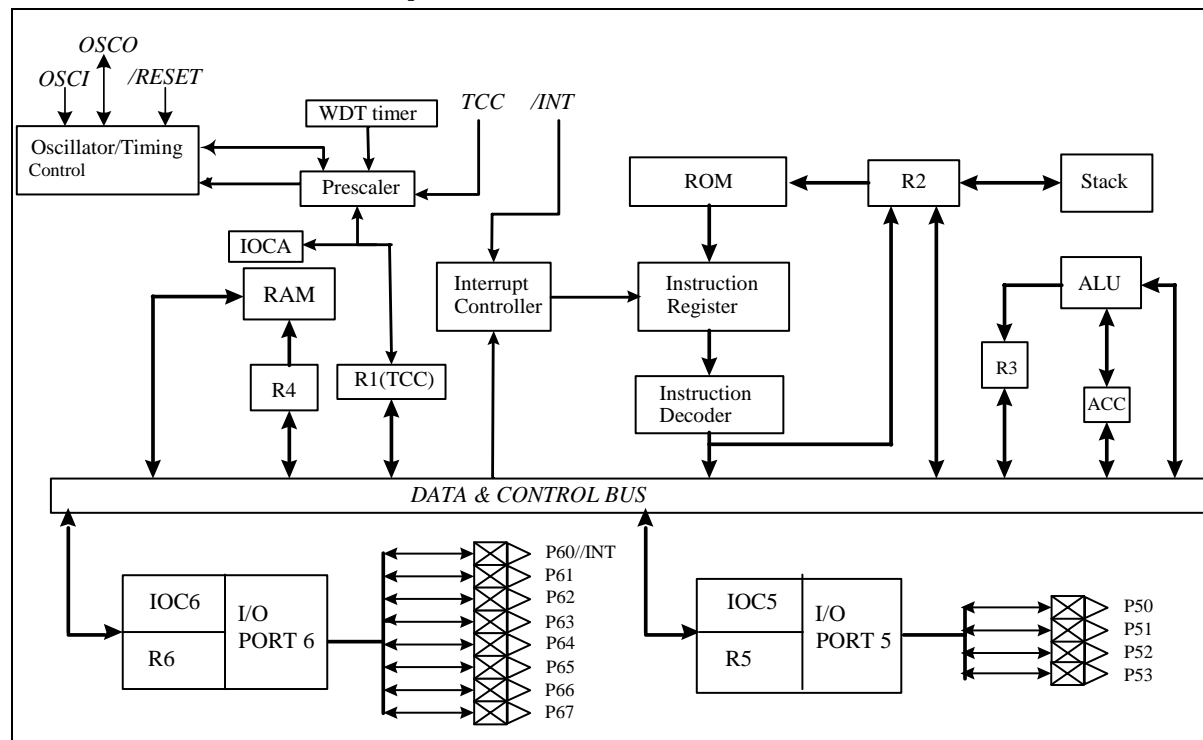 OSCO
OSCI
/RESET
WDT timer
TCC
/INT
Oscillator/Timing
Control
Prescaler
ROM
R2
Stack
IOCA
RAM
Interrupt
Controller
Instruction
Register
ALU
R4
R1(TCC)
Instruction
Decoder
R3
ACC
DATA & CONTROL BUS
IOC6
R6
I/O
PORT 6
P60//INT
P61
P62
P63
P64
P65
P66
P67
IOC5
R5
I/O
PORT 5
P50
P51
P52
P53